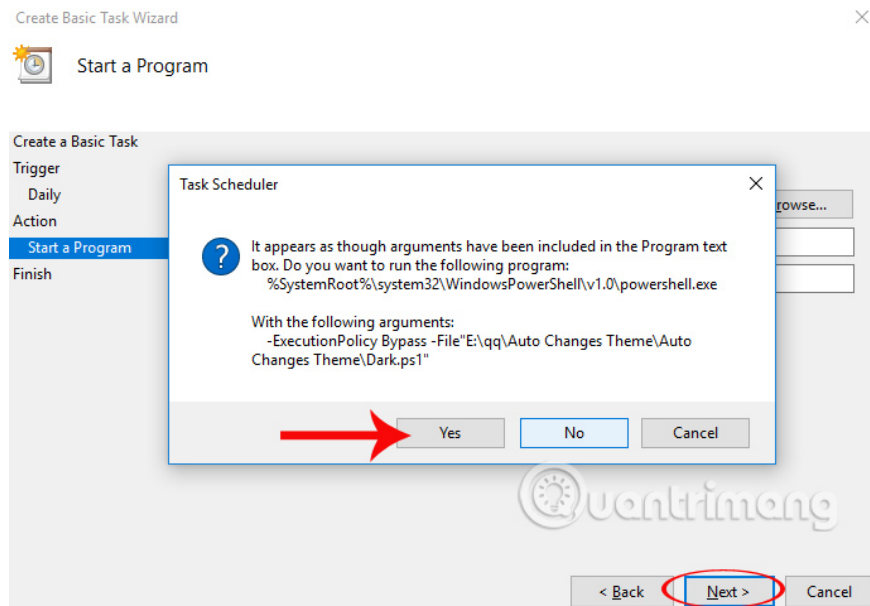 Create Basic Task Wizard
Start a Program
Create a Basic Task
Trigger
Daily
Action
Start a Program
Finish
rowse...
Task Scheduler
It appears as though arguments have been included in the Program text
box. Do you want to run the following program:
%SystemRoot%\system32\WindowsPowerShell\v1.0\powershell.exe
With the following arguments:
-ExecutionPolicy Bypass -File"E:\qq\Auto Changes Theme\Auto
Changes Theme\Dark.ps1"
Yes No Cancel
Quantrimang
< Back Next > Cancel